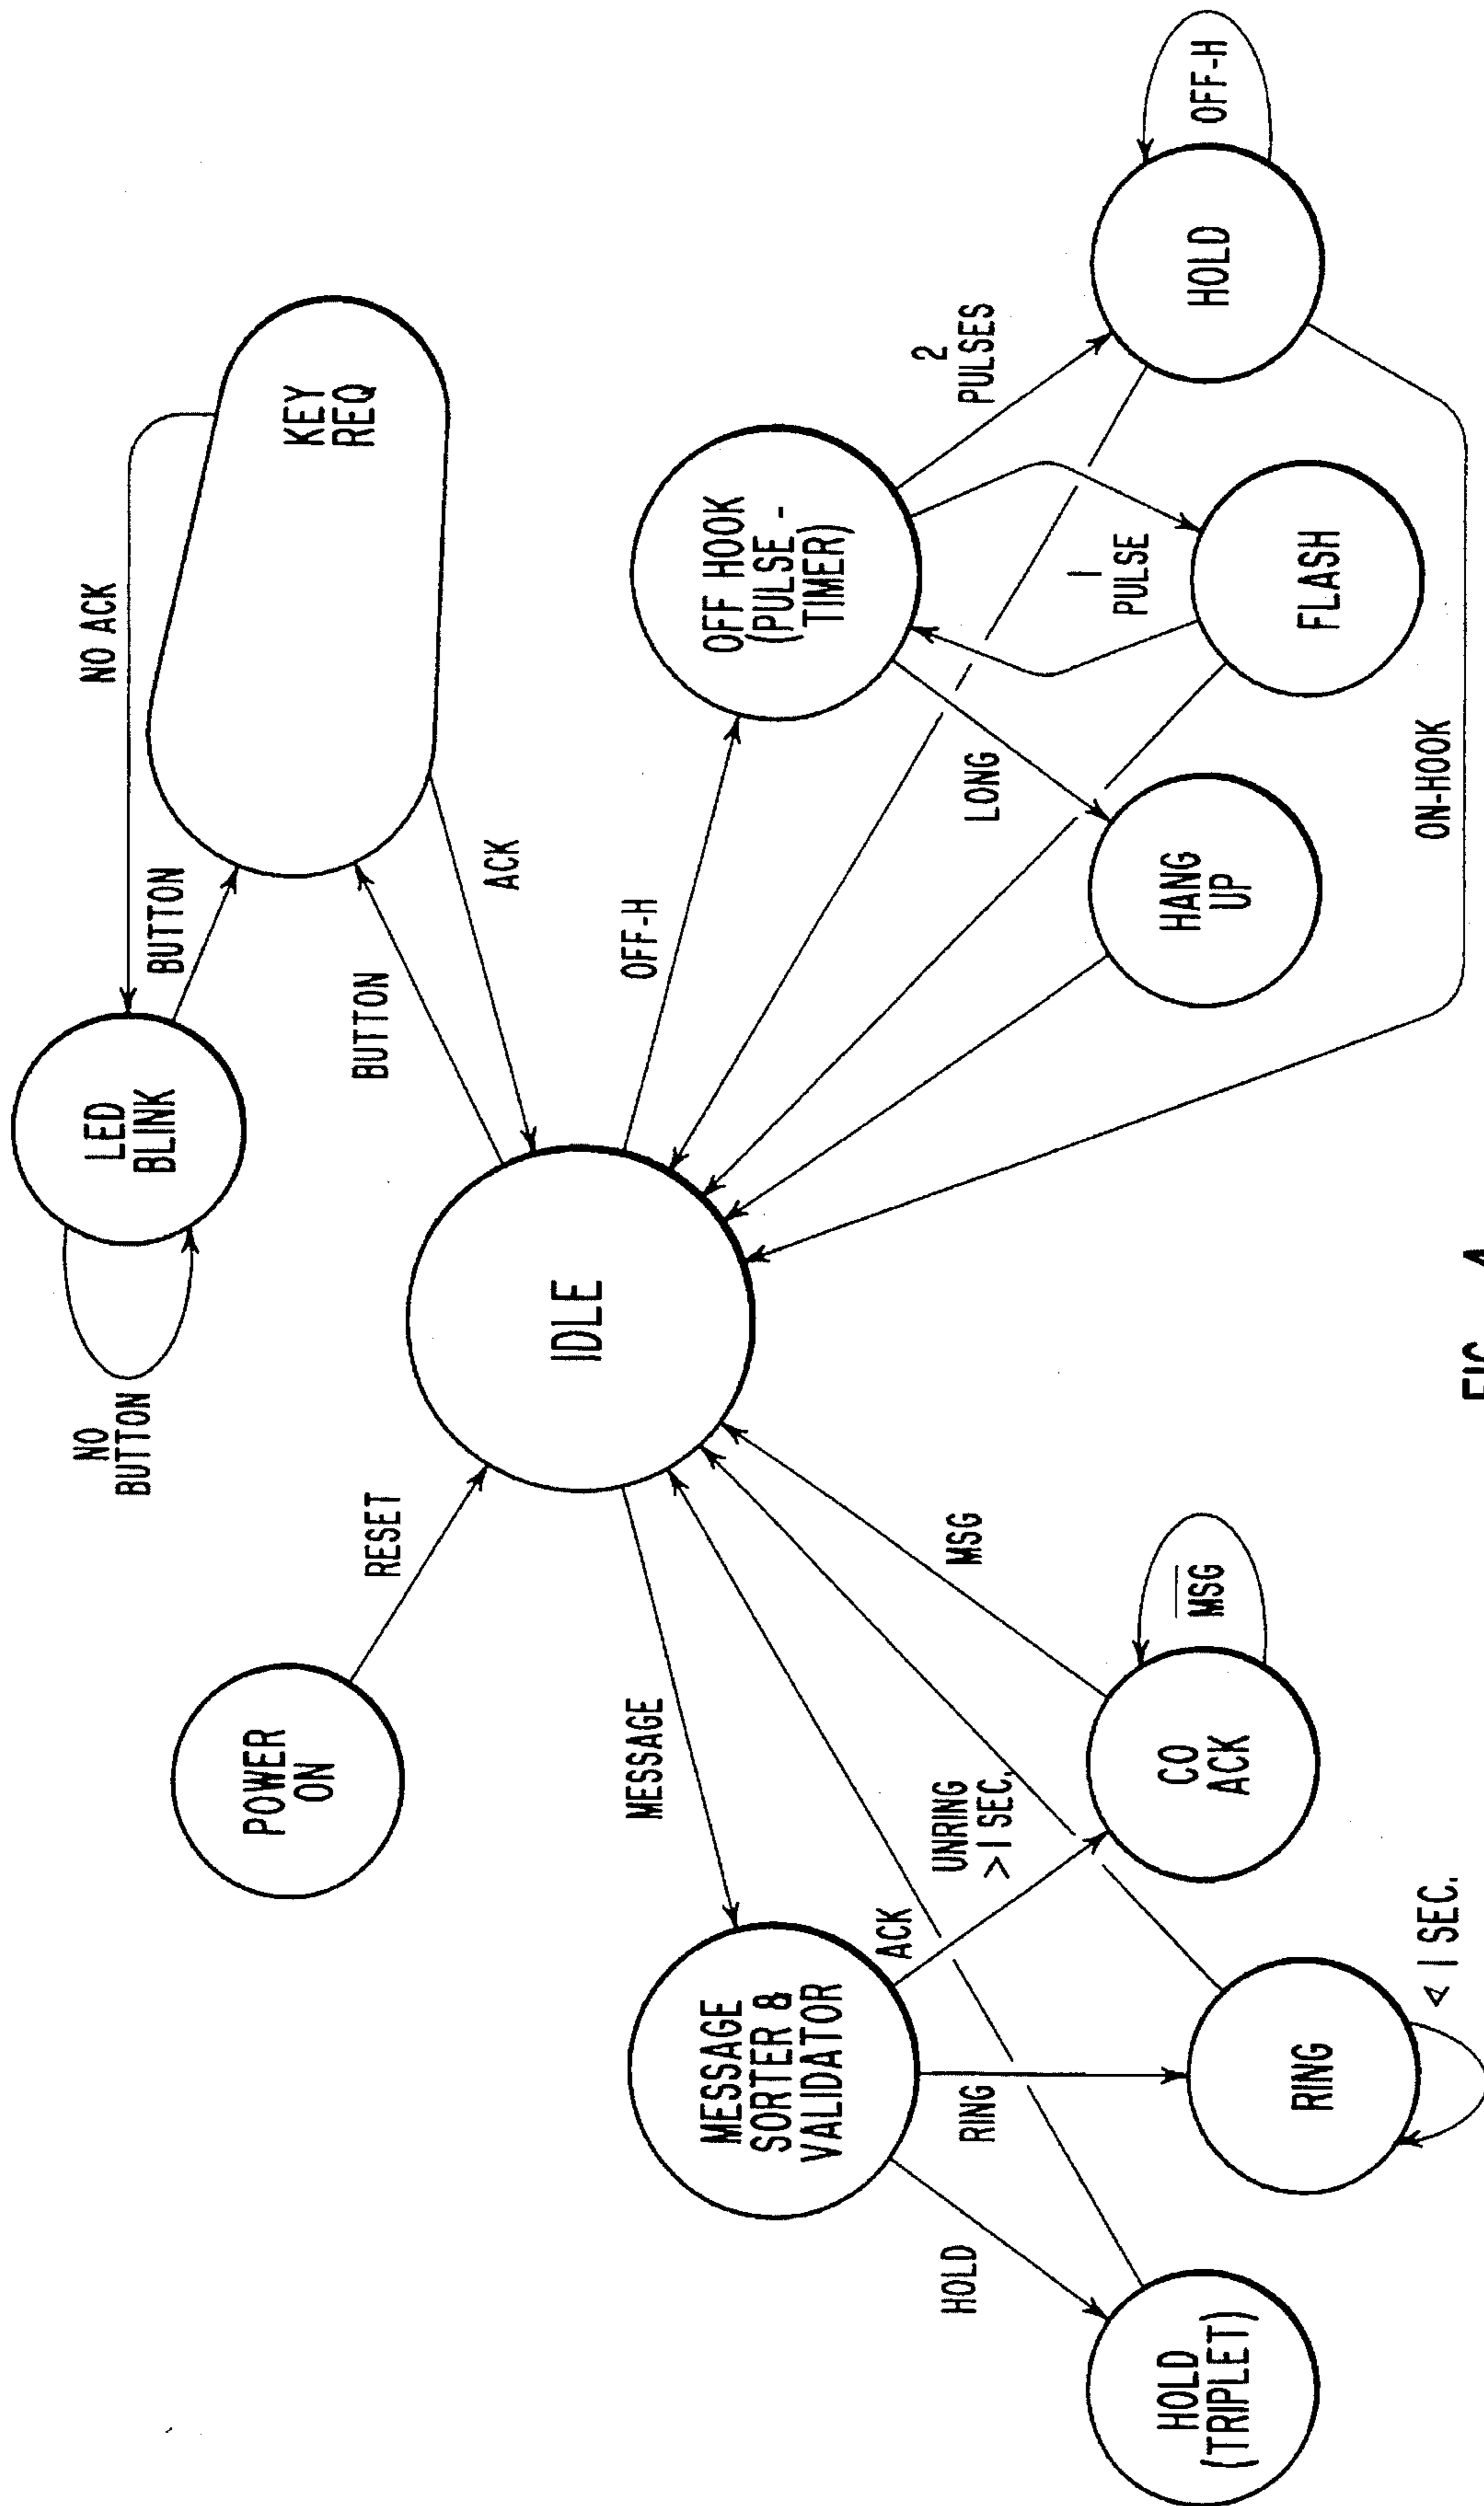 NO
BUTTON
LED
BLINK
NO ACK
BUTTON
KEY
REQ
POWER
ON
RESET
BUTTON
ACK
IDLE
MESSAGE
OFF-H
MESSAGE
SORTER &
VALIDATOR
OFF HOOK
(PULSE-
TIMER)
ACK
UNRING
>1 SEC.
MSG
LONG
2
PULSES
HOLD
RING
1
PULSE
HOLD
(TRIPLET)
CO
ACK
MSG
HANG
UP
HOLD
OFF-H
RING
FLASH
< 1 SEC.
ON-HOOK